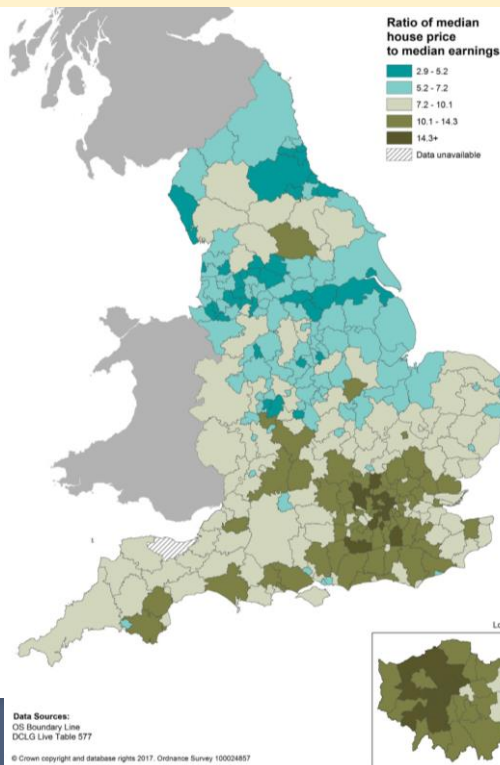 Ratio of median
house price
to median earnings
2.9 - 5.2
5.2 - 7.2
7.2 - 10.1
10.1 - 14.3
14.3+
Data unavailable
1
Lo
Data Sources:
OS Boundary Line
DCLG Live Table 577
© Crown copyright and database rights 2017. Ordnance Survey 100024857